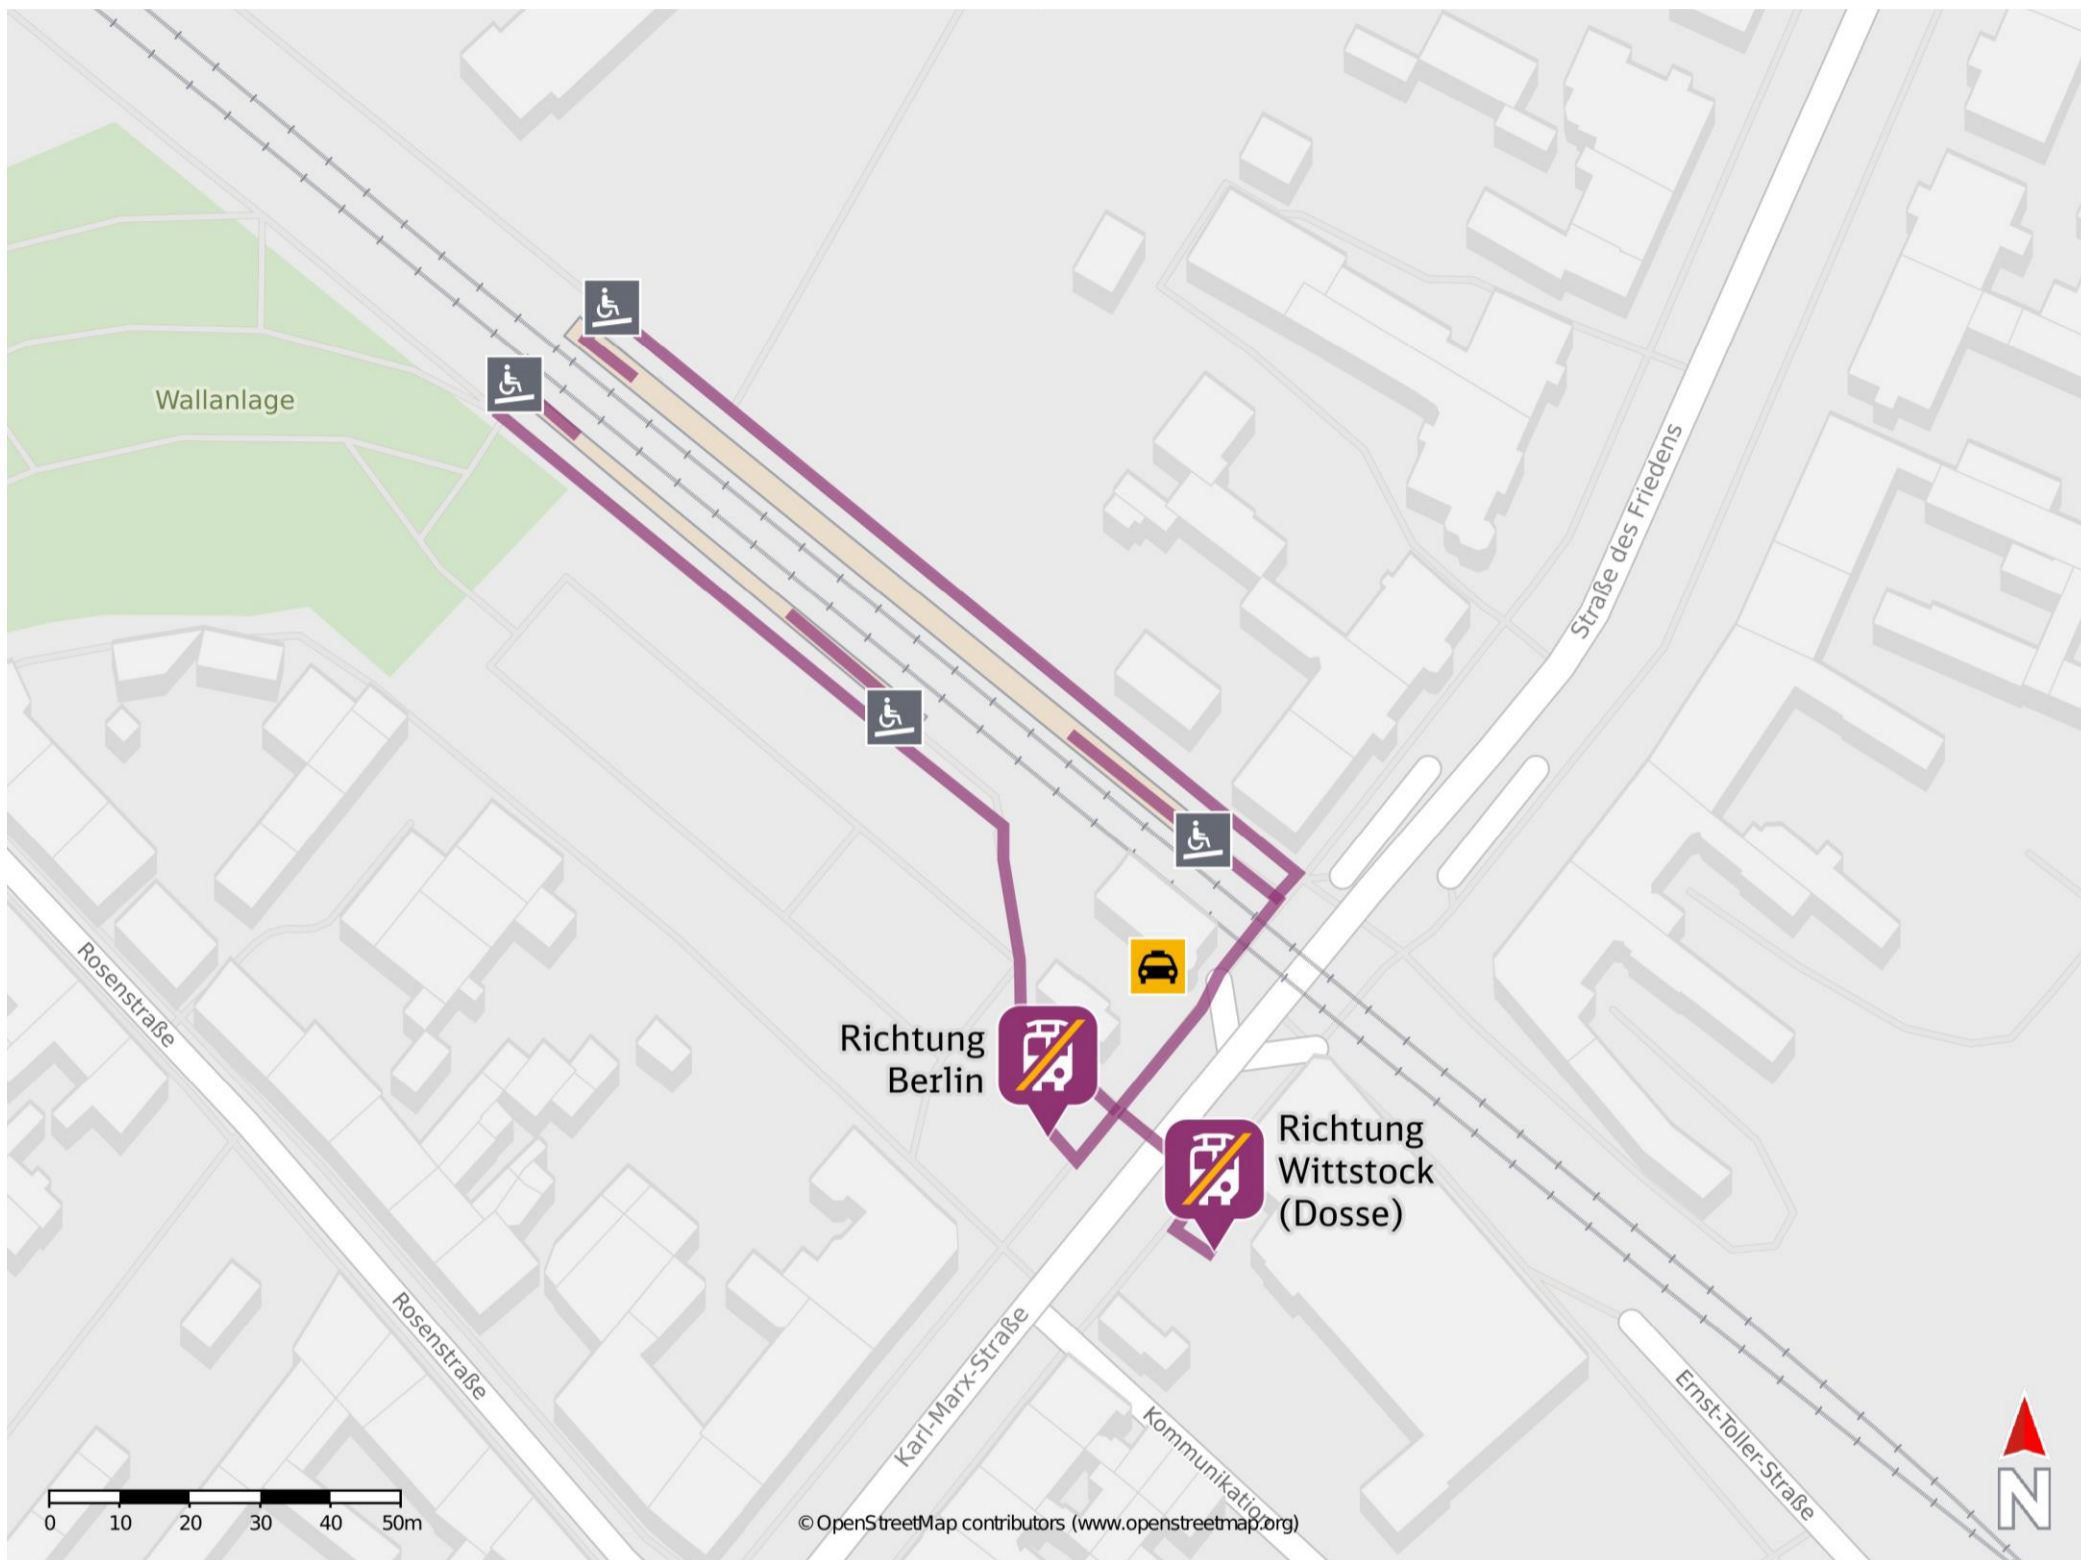 Wallanlage
Straße des Friedens
Rosenstraße
Richtung
Berlin
Richtung
Wittstock
(Dosse)
Rosenstraße
Karl-Marx-Straße
Kommunikation
Ernst-Toller-Straße
N
0 10 20 30 40 50m
© OpenStreetMap contributors (www.openstreetmap.org)